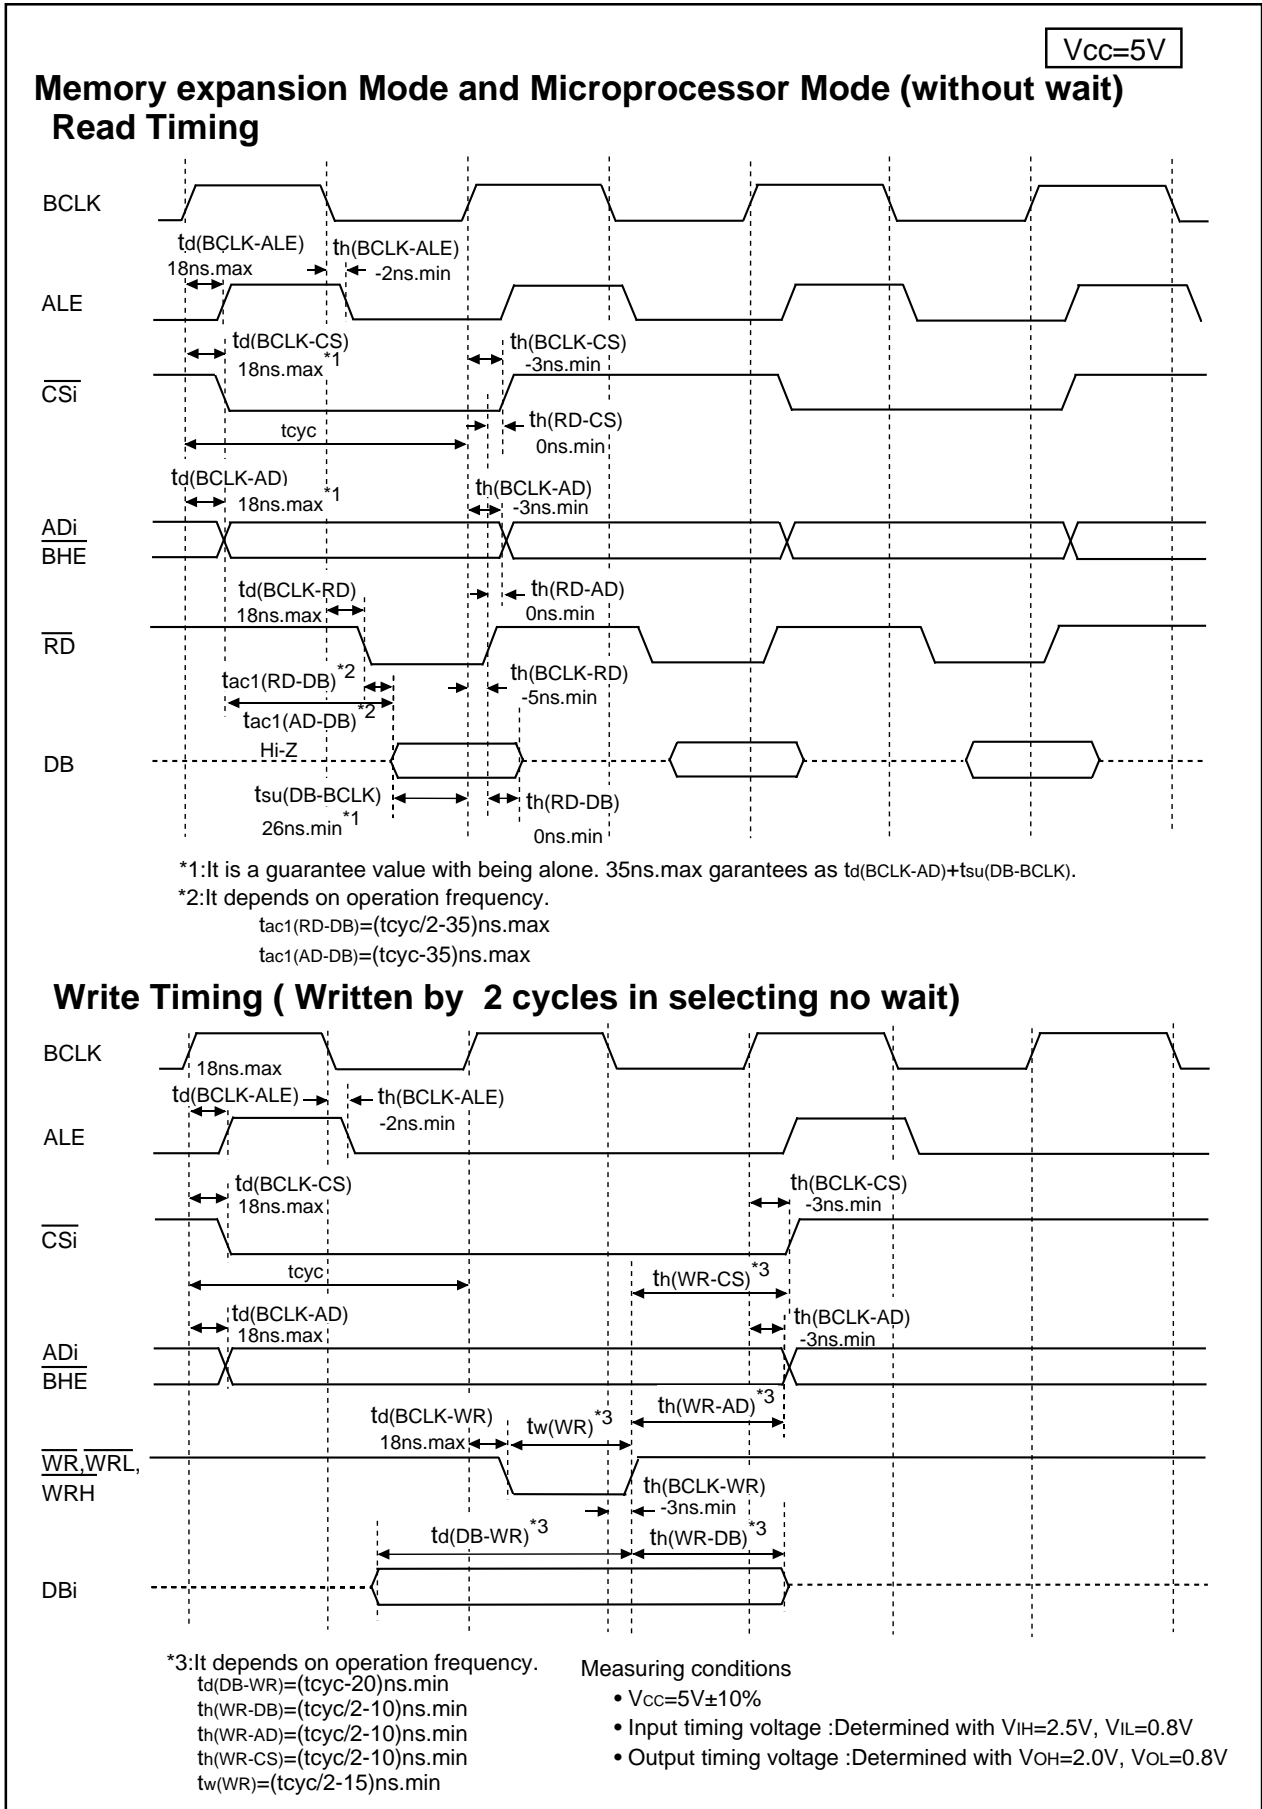 Vcc=5V
Memory expansion Mode and Microprocessor Mode (without wait)
Read Timing
BCLK
td(BCLK-ALE)
18ns.max
th(BCLK-ALE)
-2ns.min
ALE
td(BCLK-CS)
18ns.max*1
th(BCLK-CS)
-3ns.min
CSi
tcyc
th(RD-CS)
0ns.min
td(BCLK-AD)
18ns.max*1
th(BCLK-AD)
-3ns.min
ADi
BHE
td(BCLK-RD)
18ns.max
th(RD-AD)
0ns.min
RD
tac1(RD-DB)*2
th(BCLK-RD)
-5ns.min
tac1(AD-DB)*2
Hi-Z
DB
tsu(DB-BCLK)
26ns.min*1
th(RD-DB)
0ns.min
*1:It is a guarantee value with being alone. 35ns.max garantees as td(BCLK-AD)+tsu(DB-BCLK).
*2:It depends on operation frequency.
tac1(RD-DB)=(tcyc/2-35)ns.max
tac1(AD-DB)=(tcyc-35)ns.max
Write Timing ( Written by 2 cycles in selecting no wait)
BCLK
18ns.max
td(BCLK-ALE)
th(BCLK-ALE)
-2ns.min
ALE
td(BCLK-CS)
18ns.max
th(BCLK-CS)
-3ns.min
CSi
tcyc
th(WR-CS)*3
td(BCLK-AD)
18ns.max
th(BCLK-AD)
-3ns.min
ADi
BHE
td(BCLK-WR)
18ns.max
tw(WR)*3
th(WR-AD)*3
WR,WRL,
WRH
th(BCLK-WR)
-3ns.min
td(DB-WR)*3
th(WR-DB)*3
DBi
*3:It depends on operation frequency.
td(DB-WR)=(tcyc-20)ns.min
th(WR-DB)=(tcyc/2-10)ns.min
th(WR-AD)=(tcyc/2-10)ns.min
th(WR-CS)=(tcyc/2-10)ns.min
tw(WR)=(tcyc/2-15)ns.min
Measuring conditions
• VCC=5V±10%
• Input timing voltage :Determined with VIH=2.5V, VIL=0.8V
• Output timing voltage :Determined with VOH=2.0V, VOL=0.8V